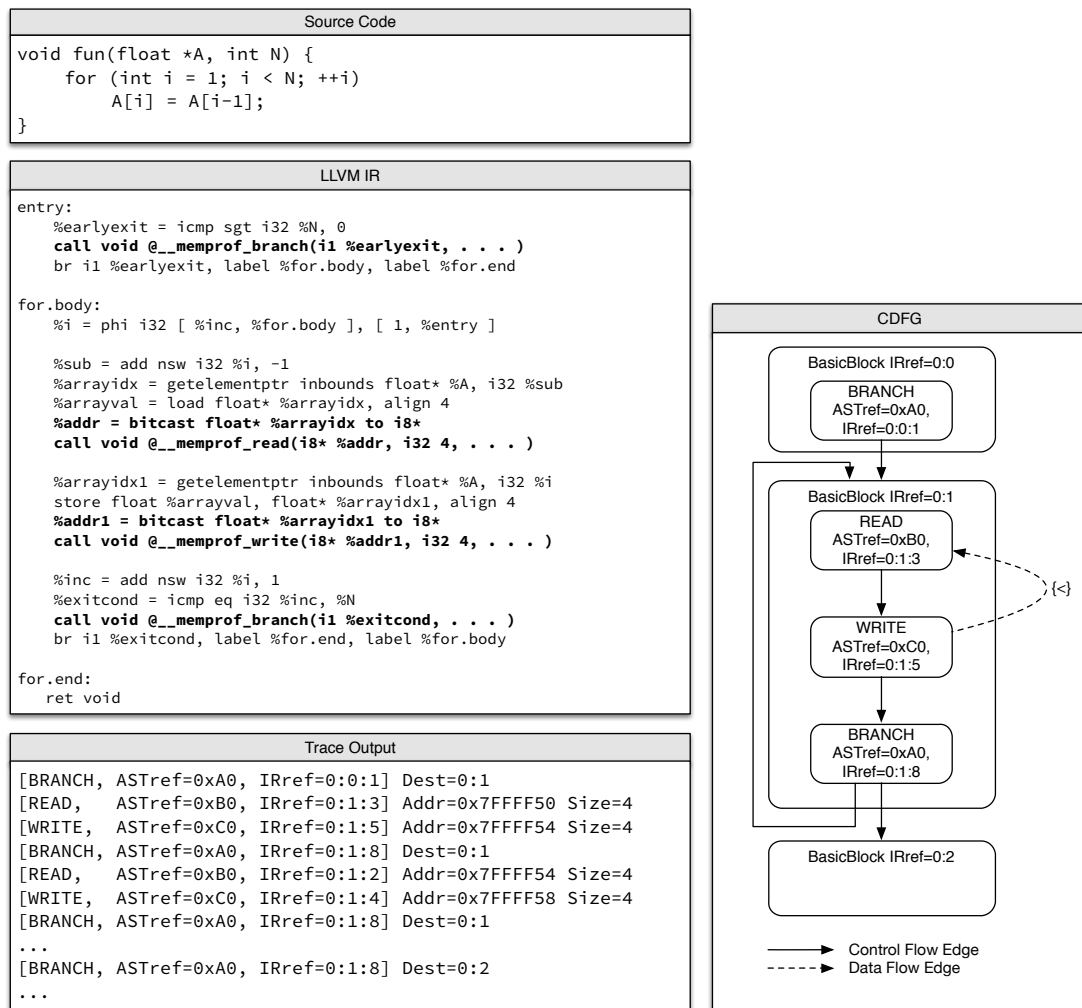 Source Code
void fun(float *A, int N) {
    for (int i = 1; i < N; ++i)
        A[i] = A[i-1];
}
LLVM IR
entry:
    %earlyexit = icmp sgt i32 %N, 0
    call void @__memprof_branch(i1 %earlyexit, . . . )
    br i1 %earlyexit, label %for.body, label %for.end
for.body:
    %i = phi i32 [ %inc, %for.body ], [ 1, %entry ]
    %sub = add nsw i32 %i, -1
    %arrayidx = getelementptr inbounds float* %A, i32 %sub
    %arrayval = load float* %arrayidx, align 4
    %addr = bitcast float* %arrayidx to i8*
    call void @__memprof_read(i8* %addr, i32 4, . . . )
    %arrayidx1 = getelementptr inbounds float* %A, i32 %i
    store float %arrayval, float* %arrayidx1, align 4
    %addr1 = bitcast float* %arrayidx1 to i8*
    call void @__memprof_write(i8* %addr1, i32 4, . . . )
    %inc = add nsw i32 %i, 1
    %exitcond = icmp eq i32 %inc, %N
    call void @__memprof_branch(i1 %exitcond, . . . )
    br i1 %exitcond, label %for.end, label %for.body
for.end:
   ret void
Trace Output
[BRANCH, ASTref=0xA0, IRref=0:0:1] Dest=0:1
[READ,   ASTref=0xB0, IRref=0:1:3] Addr=0x7FFFF50 Size=4
[WRITE,  ASTref=0xC0, IRref=0:1:5] Addr=0x7FFFF54 Size=4
[BRANCH, ASTref=0xA0, IRref=0:1:8] Dest=0:1
[READ,   ASTref=0xB0, IRref=0:1:2] Addr=0x7FFFF54 Size=4
[WRITE,  ASTref=0xC0, IRref=0:1:4] Addr=0x7FFFF58 Size=4
[BRANCH, ASTref=0xA0, IRref=0:1:8] Dest=0:1
...
[BRANCH, ASTref=0xA0, IRref=0:1:8] Dest=0:2
...
CDFG
BasicBlock IRref=0:0
BRANCH
ASTref=0xA0,
IRref=0:0:1
BasicBlock IRref=0:1
READ
ASTref=0xB0,
IRref=0:1:3
{<}
WRITE
ASTref=0xC0,
IRref=0:1:5
BRANCH
ASTref=0xA0,
IRref=0:1:8
BasicBlock IRref=0:2
Control Flow Edge
Data Flow Edge